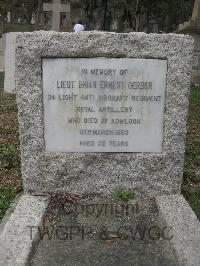 IN MEMORY OF
LIEUT BRIAN ERNEST GERBER
34 LIGHT ANTI AIRCRAFT REGIMENT
ROYAL ARTILLERY
WHO DIED AT KOWLOON
MARCH
AGED 22 YEARS
Copyright
TWGPP & CWGC